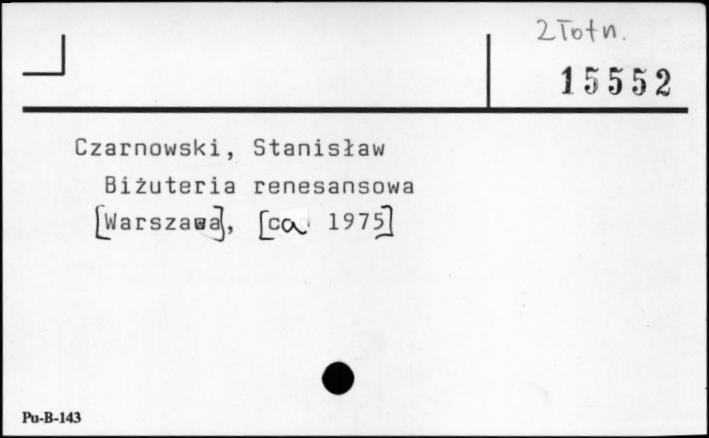 2Totn.
15552
Czarnowski, Stanisław
Biżuteria renesansowa
[Warszawa], [ca 1975]
Pu-B-143